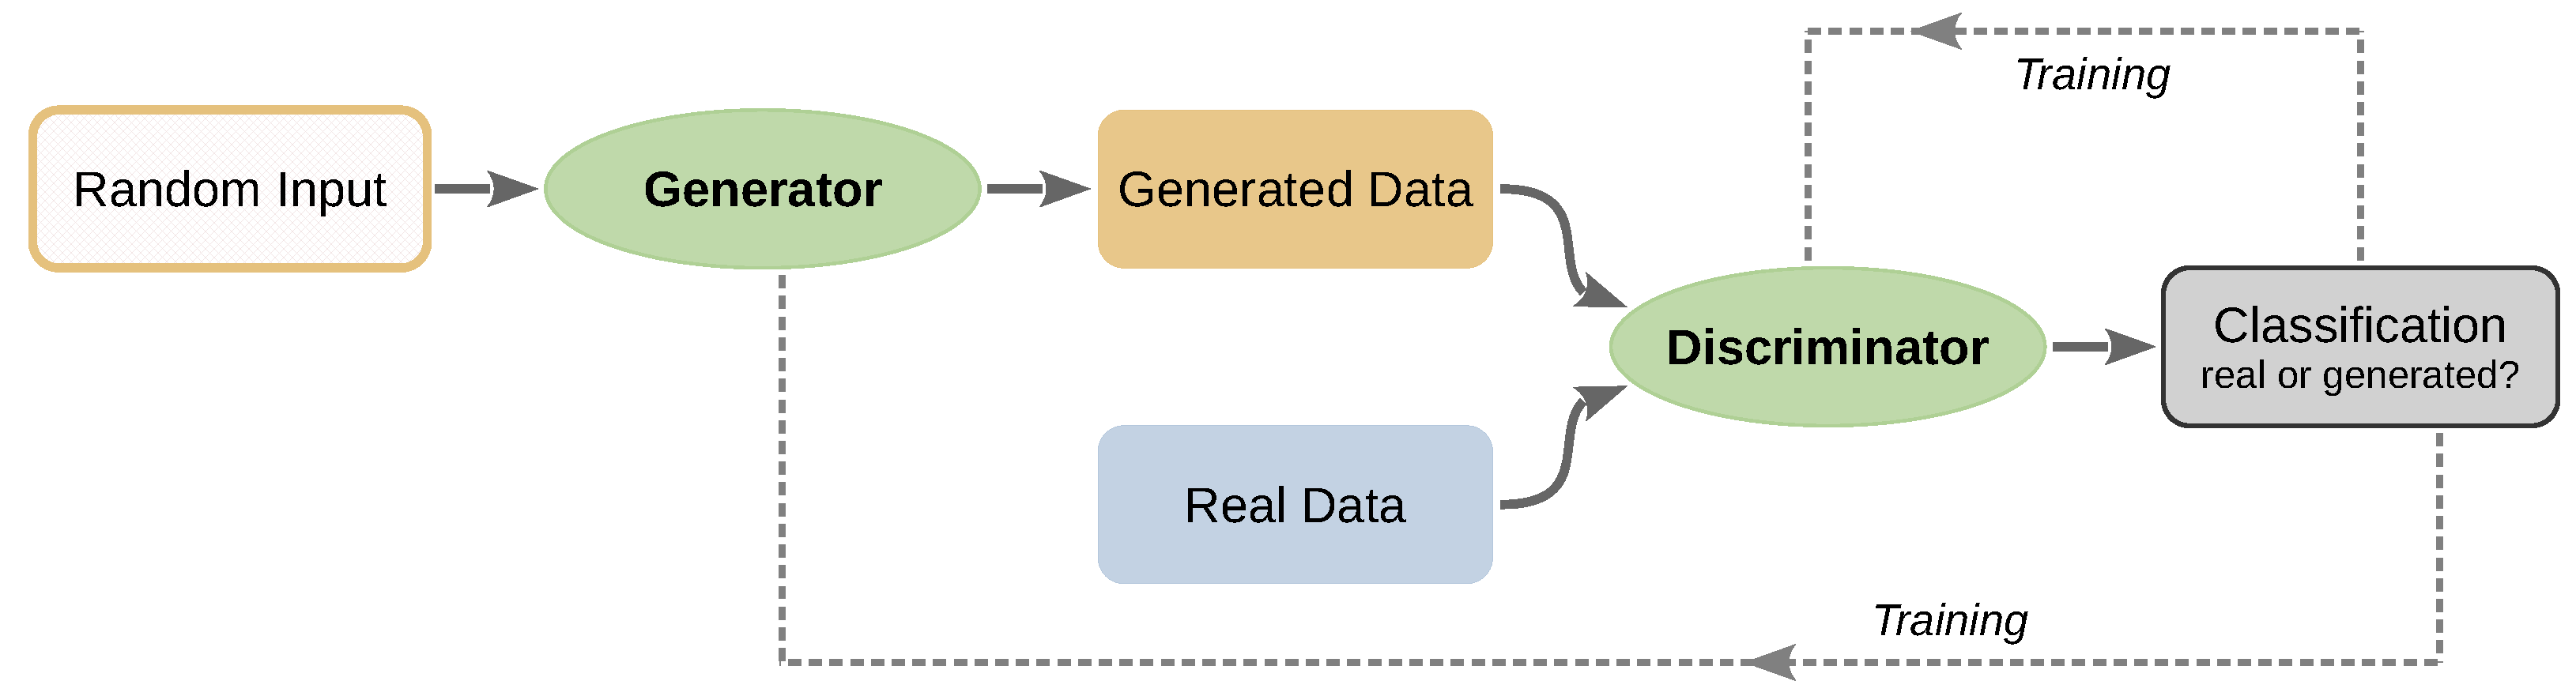 Training
Random Input
Generator
Generated Data
Discriminator
Classification
real or generated?
Real Data
Training